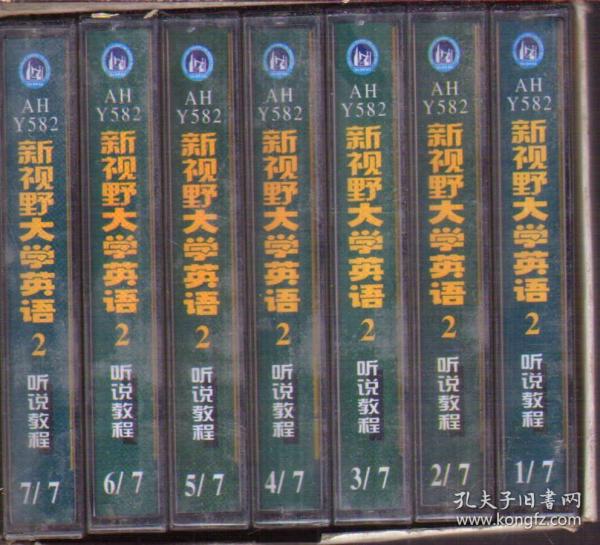 AH
Y582
新视野大学英语
2
听说教程
7/7
AH
Y582
新视野大学英语
2
听说教程
6/7
AH
Y582
新视野大学英语
2
听说教程
5/7
AH
Y582
新视野大学英语
2
听说教程
4/7
AH
Y582
新视野大学英语
2
听说教程
3/7
AH
Y582
新视野大学英语
2
听说教程
2/7
AH
Y582
新视野大学英语
2
听说教程
1/7
孔夫子旧書网
www.kongfz.com